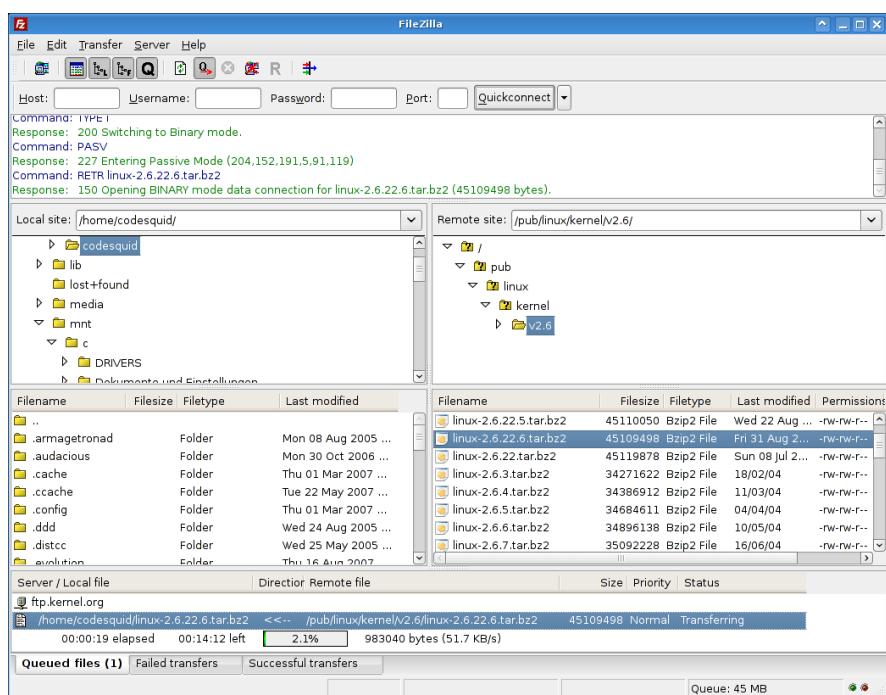 FileZilla
File Edit Transfer Server Help
Host: Username: Password: Port: Quickconnect
Command: TYPE I
Response: 200 Switching to Binary mode.
Command: PASV
Response: 227 Entering Passive Mode (204,152,191,5,91,119)
Command: RETR linux-2.6.22.6.tar.bz2
Response: 150 Opening BINARY mode data connection for linux-2.6.22.6.tar.bz2 (45109498 bytes).
Local site: /home/codesquid/
codesquid
lib
lost+found
media
mnt
c
DRIVERS
Dokumente und Einstellungen
Remote site: /pub/linux/kernel/v2.6/
/
pub
linux
kernel
v2.6
Filename Filesize Filetype Last modified
..
.armagetronad Folder Mon 08 Aug 2005 ...
.audacious Folder Mon 30 Oct 2006 ...
.cache Folder Thu 01 Mar 2007 ...
.ccache Folder Tue 22 May 2007 ...
.config Folder Thu 01 Mar 2007 ...
.ddd Folder Wed 24 Aug 2005 ...
.distcc Folder Wed 25 May 2005 ...
.evolution Folder Thu 16 Aug 2007
Filename Filesize Filetype Last modified Permissions
linux-2.6.22.5.tar.bz2 45110050 Bzip2 File Wed 22 Aug ... -rw-rw-r--
linux-2.6.22.6.tar.bz2 45109498 Bzip2 File Fri 31 Aug 2... -rw-rw-r--
linux-2.6.22.tar.bz2 45119878 Bzip2 File Sun 08 Jul 2... -rw-rw-r--
linux-2.6.3.tar.bz2 34271622 Bzip2 File 18/02/04 -rw-rw-r--
linux-2.6.4.tar.bz2 34386912 Bzip2 File 11/03/04 -rw-rw-r--
linux-2.6.5.tar.bz2 34684611 Bzip2 File 04/04/04 -rw-rw-r--
linux-2.6.6.tar.bz2 34896138 Bzip2 File 10/05/04 -rw-rw-r--
linux-2.6.7.tar.bz2 35092228 Bzip2 File 16/06/04 -rw-rw-r--
Server / Local file Direction Remote file Size Priority Status
ftp.kernel.org
/home/codesquid/linux-2.6.22.6.tar.bz2 <<-- /pub/linux/kernel/v2.6/linux-2.6.22.6.tar.bz2 45109498 Normal Transferring
00:00:19 elapsed 00:14:12 left 2.1% 983040 bytes (51.7 KB/s)
Queued files (1) Failed transfers Successful transfers
Queue: 45 MB